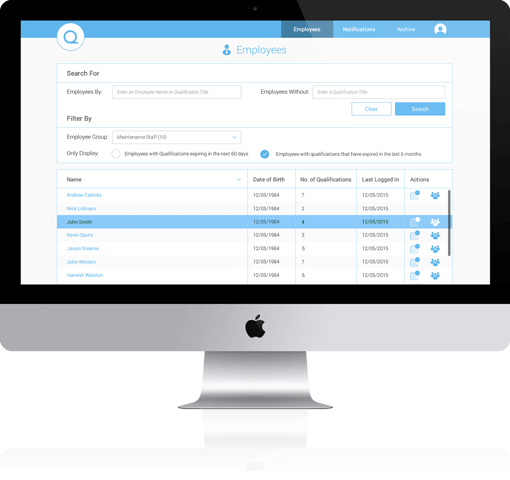 Employees Notifications Archive
Employees
Search For
Employees By: Enter an Employee Name or Qualification Title Employees Without: Enter a Qualification Title
Clear Search
Filter By
Employee Group: Maintenance Staff (15)
Only Display: Employees with Qualifications expiring in the next 60 days Employees with qualifications that have expired in the last 6 months
Name Date of Birth No. of Qualifications Last Logged In Actions
Andrew Fabicks 12/05/1984 7 12/05/2015
Nick 12/05/1984 2 12/05/2015
John Smith 12/05/1984 4 12/05/2015
Kevin Spurs 12/05/1984 3 12/05/2015
Jason Stearns 12/05/1984 5 12/05/2015
John Winters 12/05/1984 7 12/05/2015
Hamish Walston 12/05/1984 6 12/05/2015